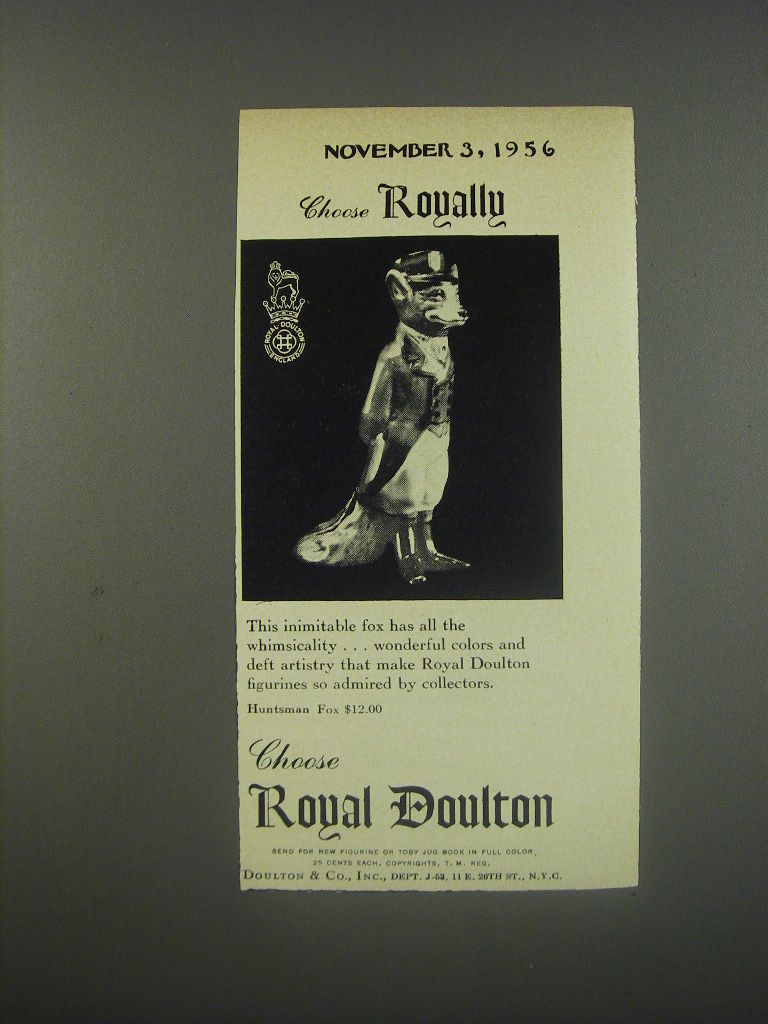 NOVEMBER 3, 1956
Choose Royally
ROYAL DOULTON
ENGLAND
This inimitable fox has all the
whimsicality . . . wonderful colors and
deft artistry that make Royal Doulton
figurines so admired by collectors.
Huntsman Fox $12.00
Choose
Royal Doulton
SEND FOR NEW FIGURINE OR TOBY JUG BOOK IN FULL COLOR,
25 CENTS EACH. COPYRIGHTS, T. M. REG.
DOULTON & CO., INC., DEPT. J-53, 11 E. 26TH ST., N.Y.C.